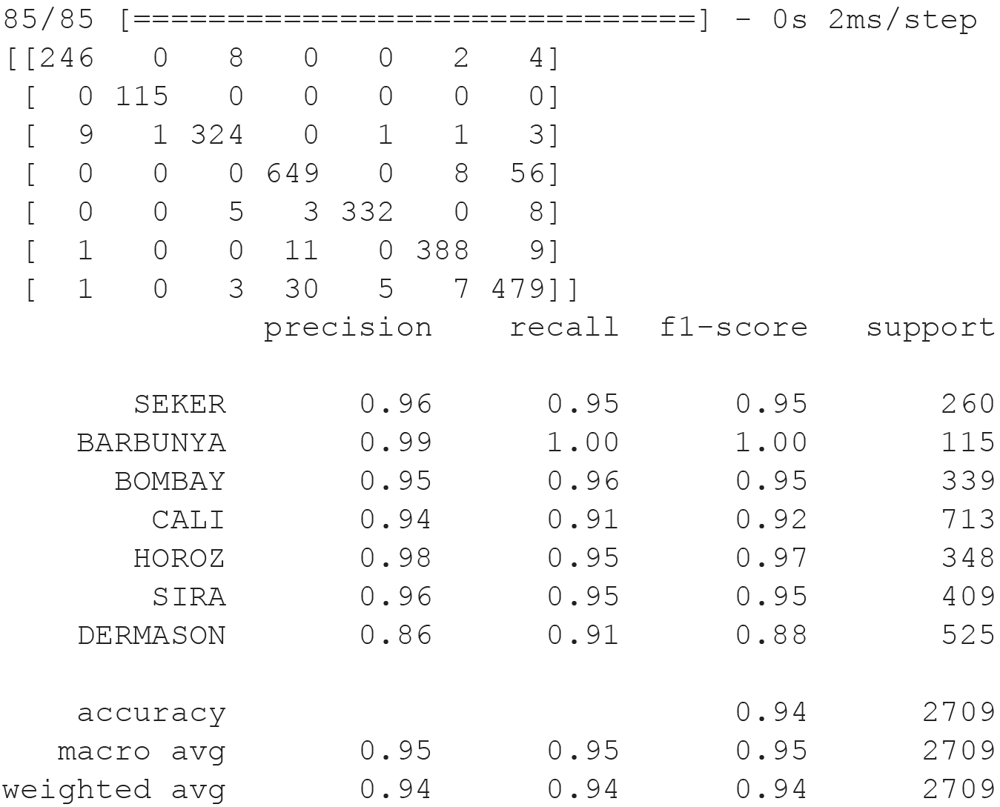 85/85 [==============================] - 0s 2ms/step
[[246   0   8   0   0   2   4]
 [  0 115   0   0   0   0   0]
 [  9   1 324   0   1   1   3]
 [  0   0   0 649   0   8  56]
 [  0   0   5   3 332   0   8]
 [  1   0   0  11   0 388   9]
 [  1   0   3  30   5   7 479]]
              precision    recall  f1-score   support
       SEKER       0.96      0.95      0.95       260
    BARBUNYA       0.99      1.00      1.00       115
      BOMBAY       0.95      0.96      0.95       339
        CALI       0.94      0.91      0.92       713
       HOROZ       0.98      0.95      0.97       348
        SIRA       0.96      0.95      0.95       409
    DERMASON       0.86      0.91      0.88       525
    accuracy                           0.94      2709
   macro avg       0.95      0.95      0.95      2709
weighted avg       0.94      0.94      0.94      2709